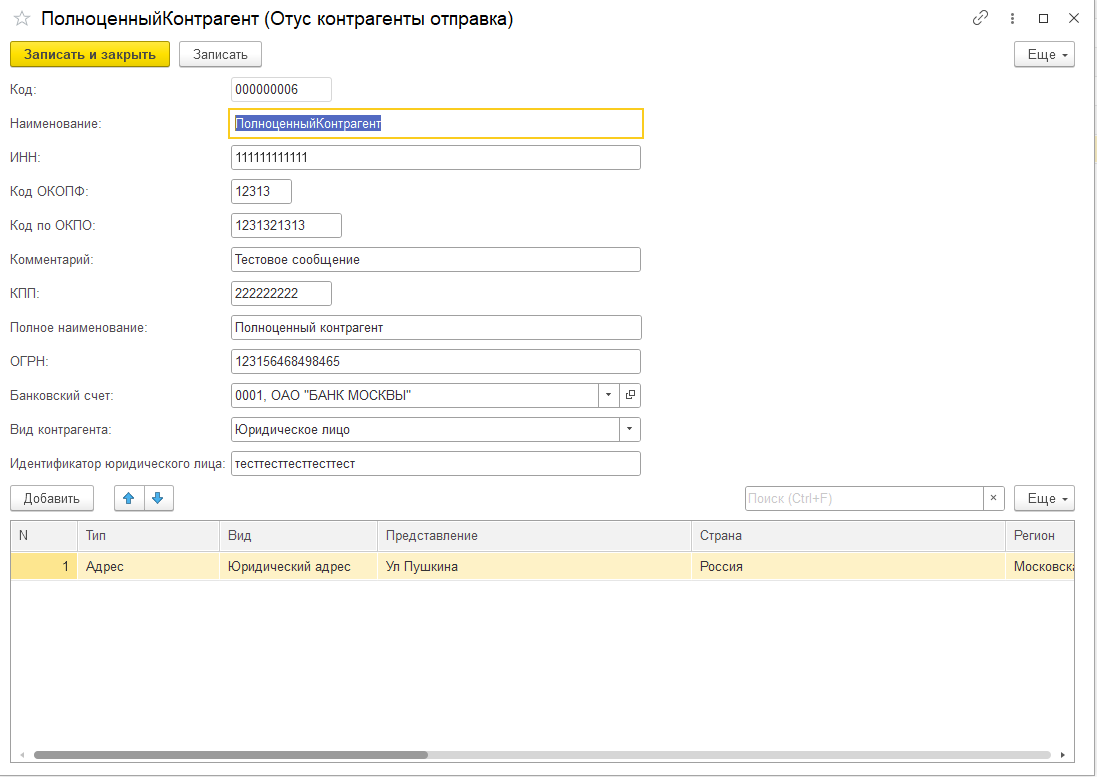 ПолноценныйКонтрагент (Отус контрагенты отправка)
Записать и закрыть Записать Еще
Код: 000000006
Наименование: ПолноценныйКонтрагент
ИНН: 111111111111
Код ОКОПФ: 12313
Код по ОКПО: 1231321313
Комментарий: Тестовое сообщение
КПП: 222222222
Полное наименование: Полноценный контрагент
ОГРН: 123156468498465
Банковский счет: 0001, ОАО "БАНК МОСКВЫ"
Вид контрагента: Юридическое лицо
Идентификатор юридического лица: тесттесттесттесттест
Добавить Поиск (Ctrl+F) × Еще
N Тип Вид Представление Страна Регион
1 Адрес Юридический адрес Ул Пушкина Россия Московска